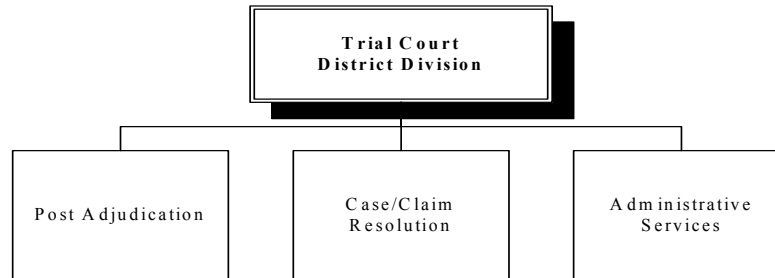 Trial Court
District Division
Post Adjudication
Case/Claim
Resolution
Administrative
Services